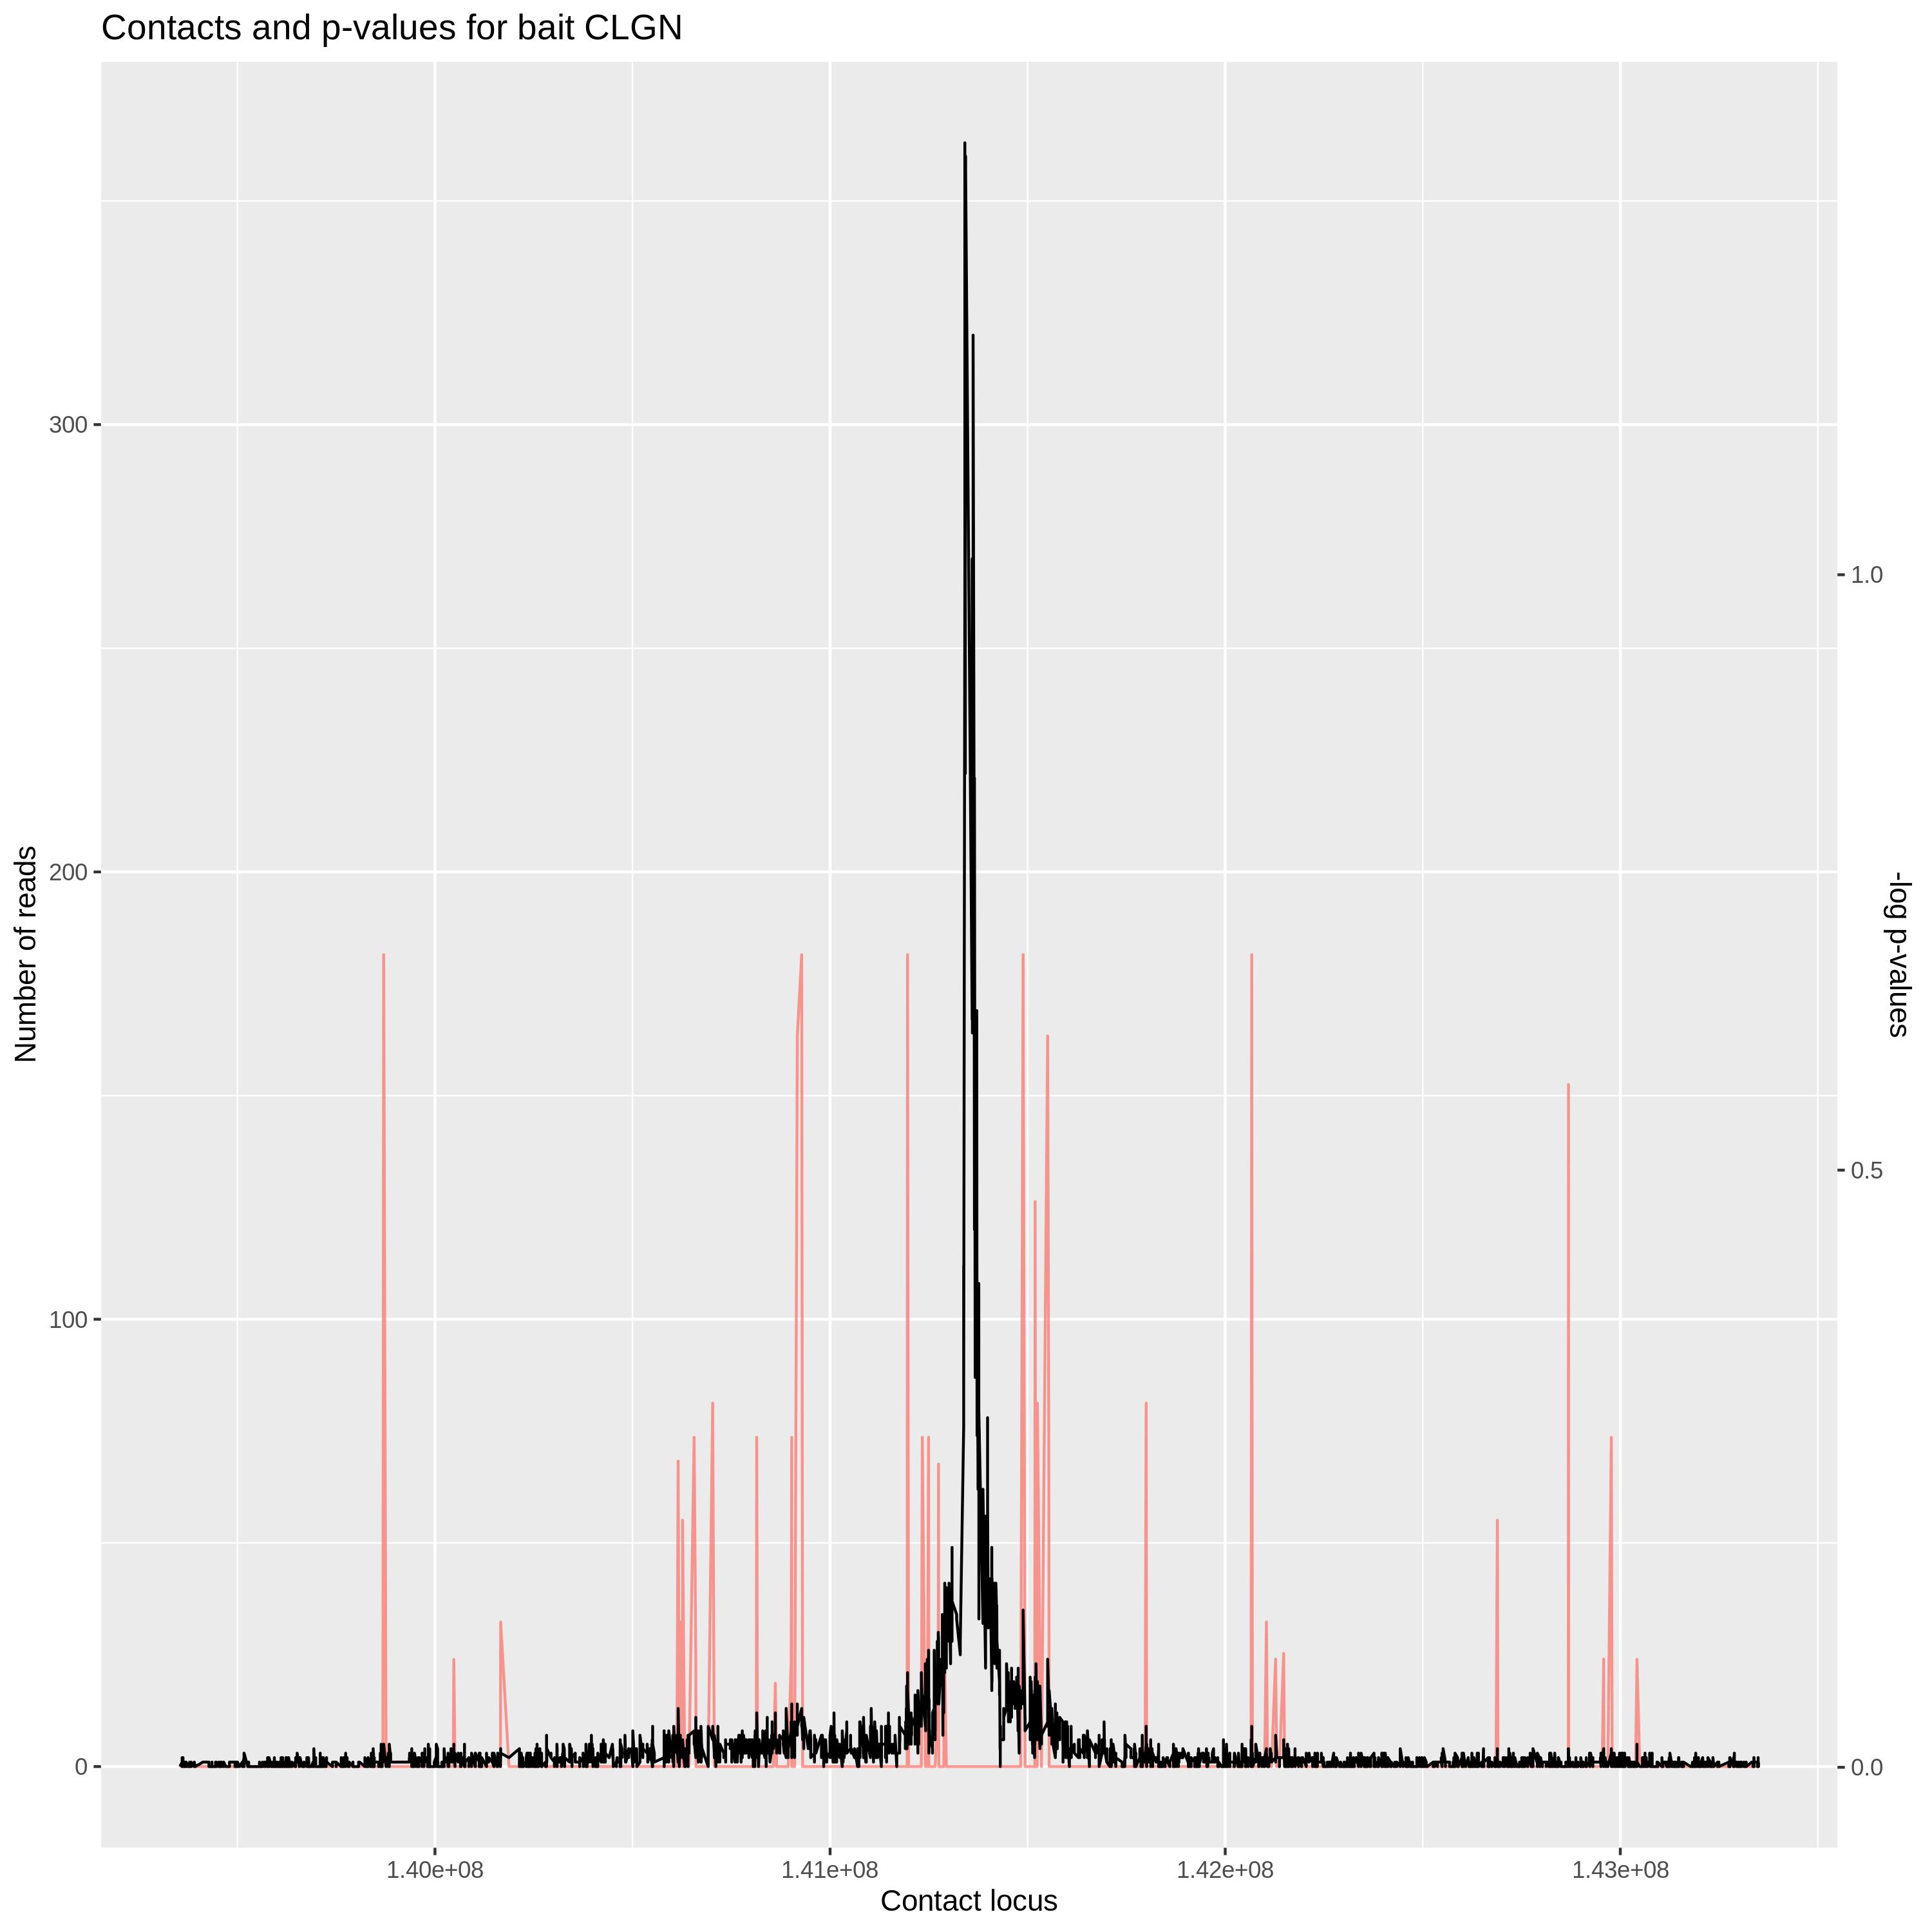 Contacts and p-values for bait CLGN
Number of reads
300
200
100
0
1.0
0.5
0.0
-log p-values
1.40e+08
1.41e+08
1.42e+08
1.43e+08
Contact locus